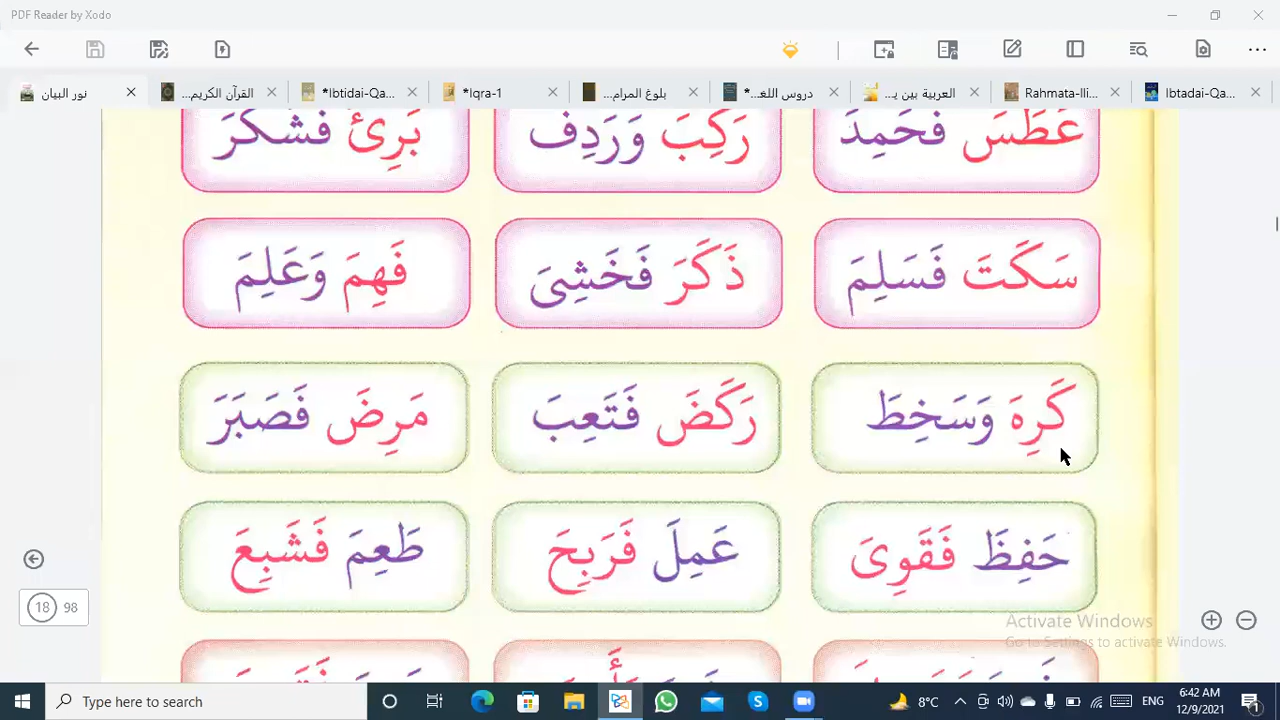 PDF Reader by Xodo
نور البيان القرآن الكريم... *Ibtidai-Qa... *Iqra-1 بلوغ المرام... *دروس اللغ... العربية بين ي... Rahmata-lli... Ibtadai-Qa...
عَطَسَ فَحَمِدَ رَكِبَ وَرَدِفَ بَرِئَ فَشَكَرَ
سَكَتَ فَسَلِمَ ذَكَرَ فَخَشِىَ فَهِمَ وَعَلِمَ
كَرِهَ وَسَخِطَ رَكَضَ فَتَعِبَ مَرِضَ فَصَبَرَ
حَفِظَ فَقَوِىَ عَمِلَ فَرَبِحَ طَعِمَ فَشَبِعَ
18 98
Activate Windows
Go to Settings to activate Windows.
Type here to search
8°C
ENG
6:42 AM
12/9/2021
1